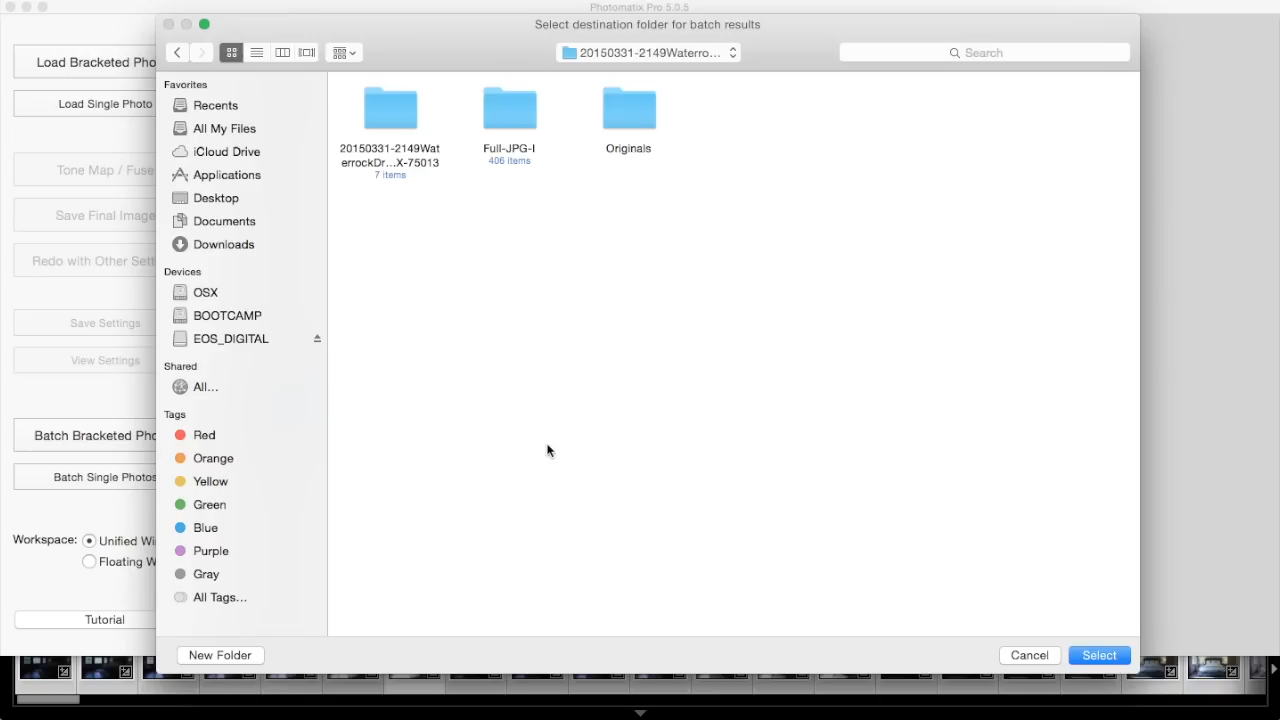 Photomatix Pro 5.0.5
Select destination folder for batch results
20150331-2149Waterro...
Search
Load Bracketed Pho
Load Single Photo
Tone Map / Fuse
Save Final Image
Redo with Other Sett
Save Settings
View Settings
Batch Bracketed Pho
Batch Single Photos
Workspace:
Unified Wi
Floating W
Tutorial
Favorites
Recents
All My Files
iCloud Drive
Applications
Desktop
Documents
Downloads
Devices
OSX
BOOTCAMP
EOS_DIGITAL
Shared
All...
Tags
Red
Orange
Yellow
Green
Blue
Purple
Gray
All Tags...
20150331-2149Wat
errockDr...X-75013
7 items
Full-JPG-I
406 items
Originals
New Folder
Cancel
Select